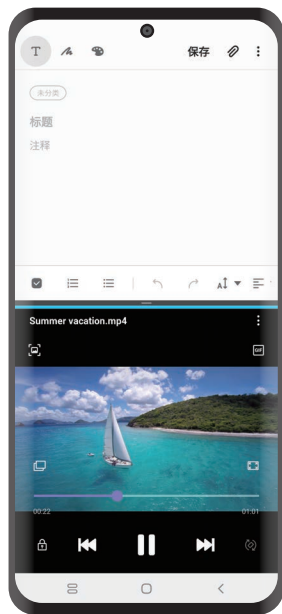 T 保存
未分类
标题
注释
Summer vacation.mp4
GIF
00:22 01:01